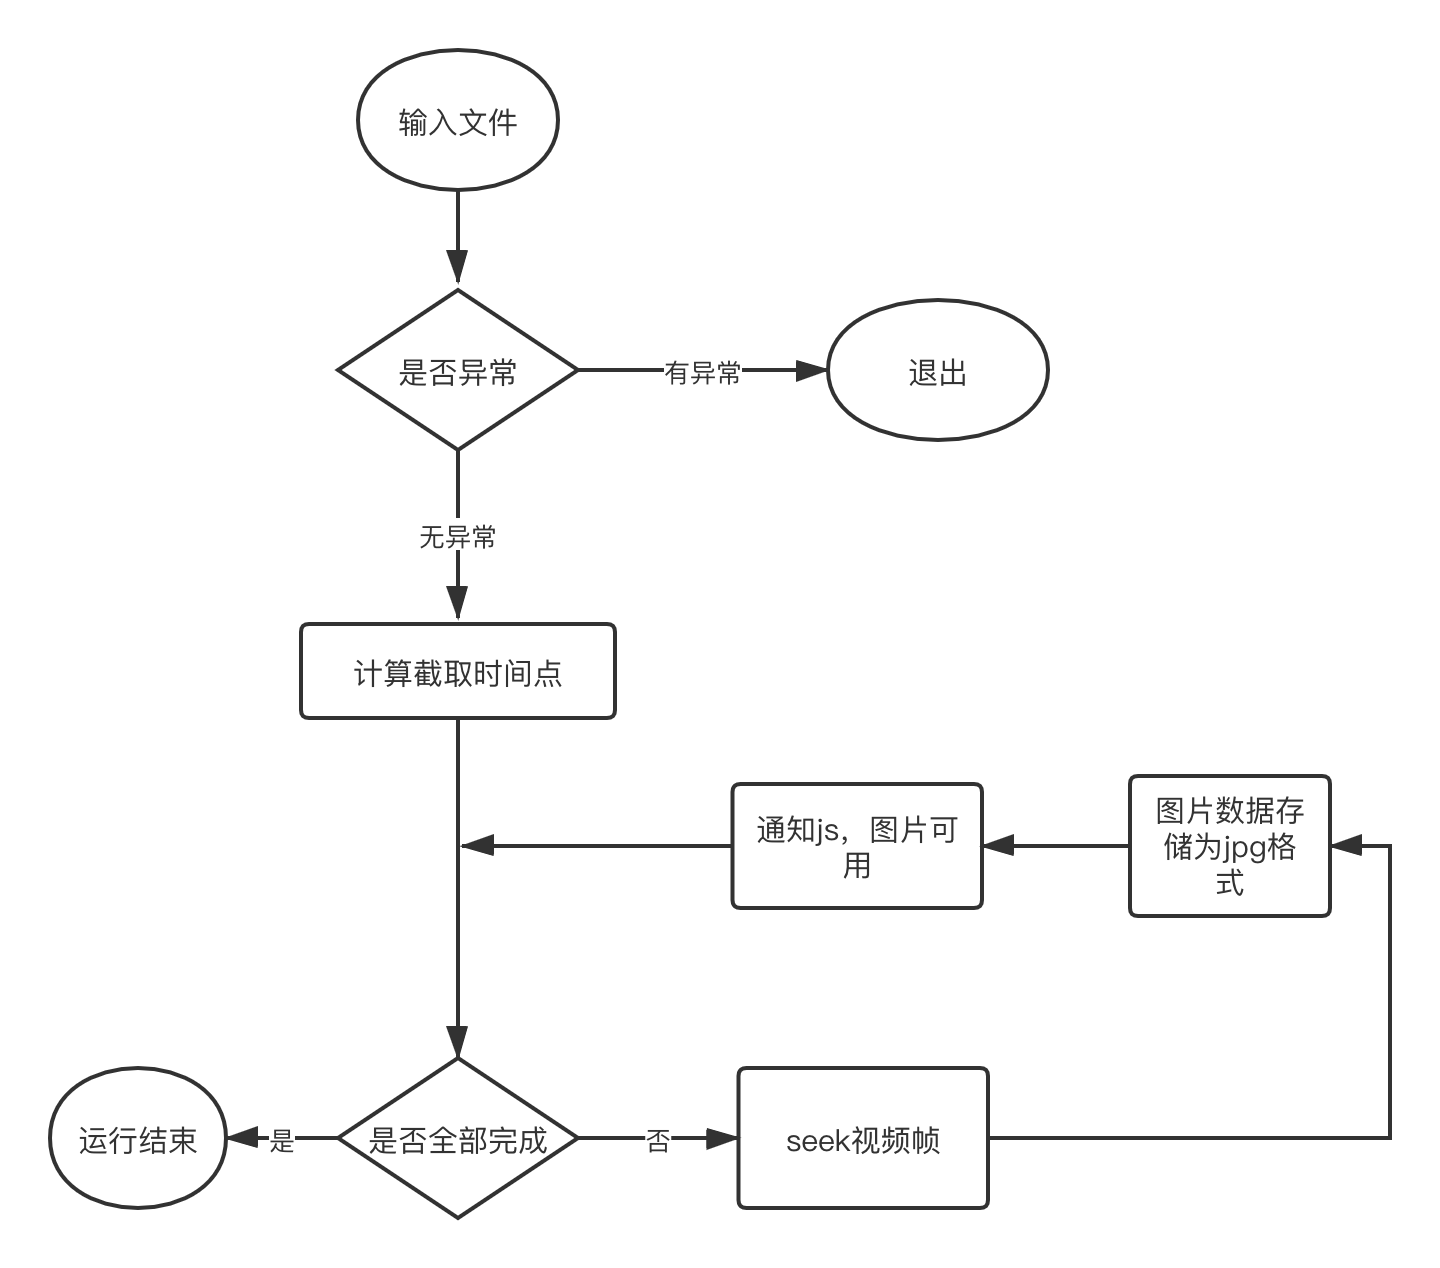 输入文件
是否异常
有异常
退出
无异常
计算截取时间点
通知js，图片可
用
图片数据存
储为jpg格
式
运行结束
是
是否全部完成
否
seek视频帧